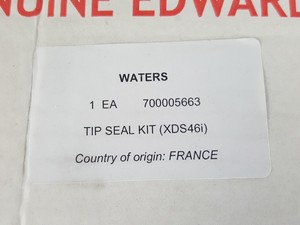 NUINE EDWARD
WATERS
1 EA 700005663
TIP SEAL KIT (XDS46i)
Country of origin: FRANCE